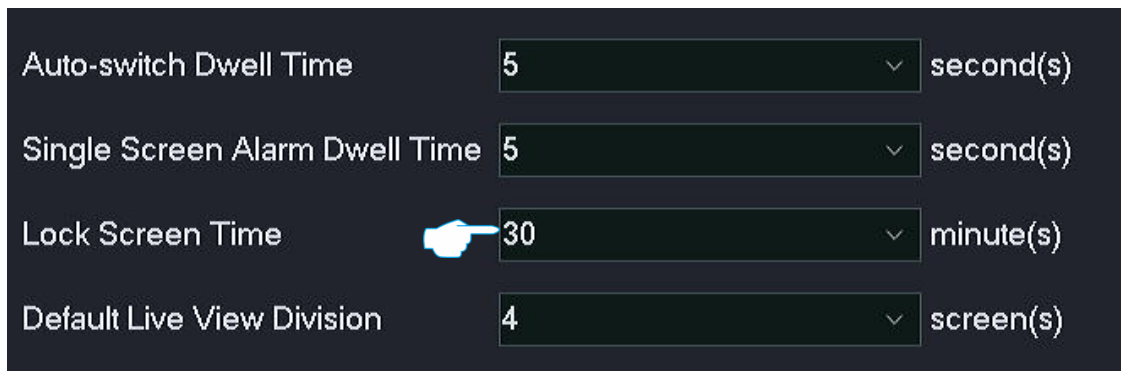 Auto-switch Dwell Time 5 second(s)
Single Screen Alarm Dwell Time 5 second(s)
Lock Screen Time 30 minute(s)
Default Live View Division 4 screen(s)